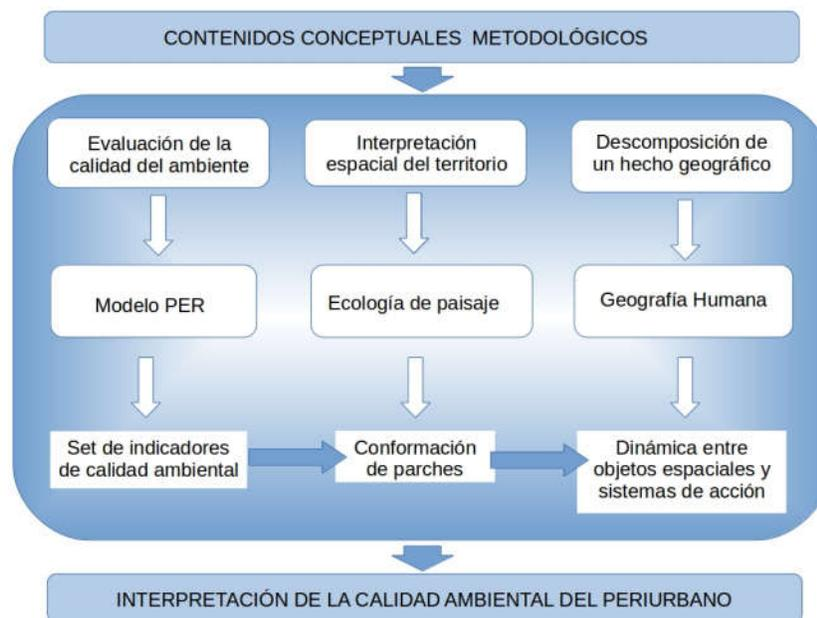 CONTENIDOS CONCEPTUALES METODOLÓGICOS
Evaluación de la
calidad del ambiente
Interpretación
espacial del territorio
Descomposición de
un hecho geográfico
Modelo PER
Ecología de paisaje
Geografía Humana
Set de indicadores
de calidad ambiental
Conformación
de parches
Dinámica entre
objetos espaciales y
sistemas de acción
INTERPRETACIÓN DE LA CALIDAD AMBIENTAL DEL PERIURBANO